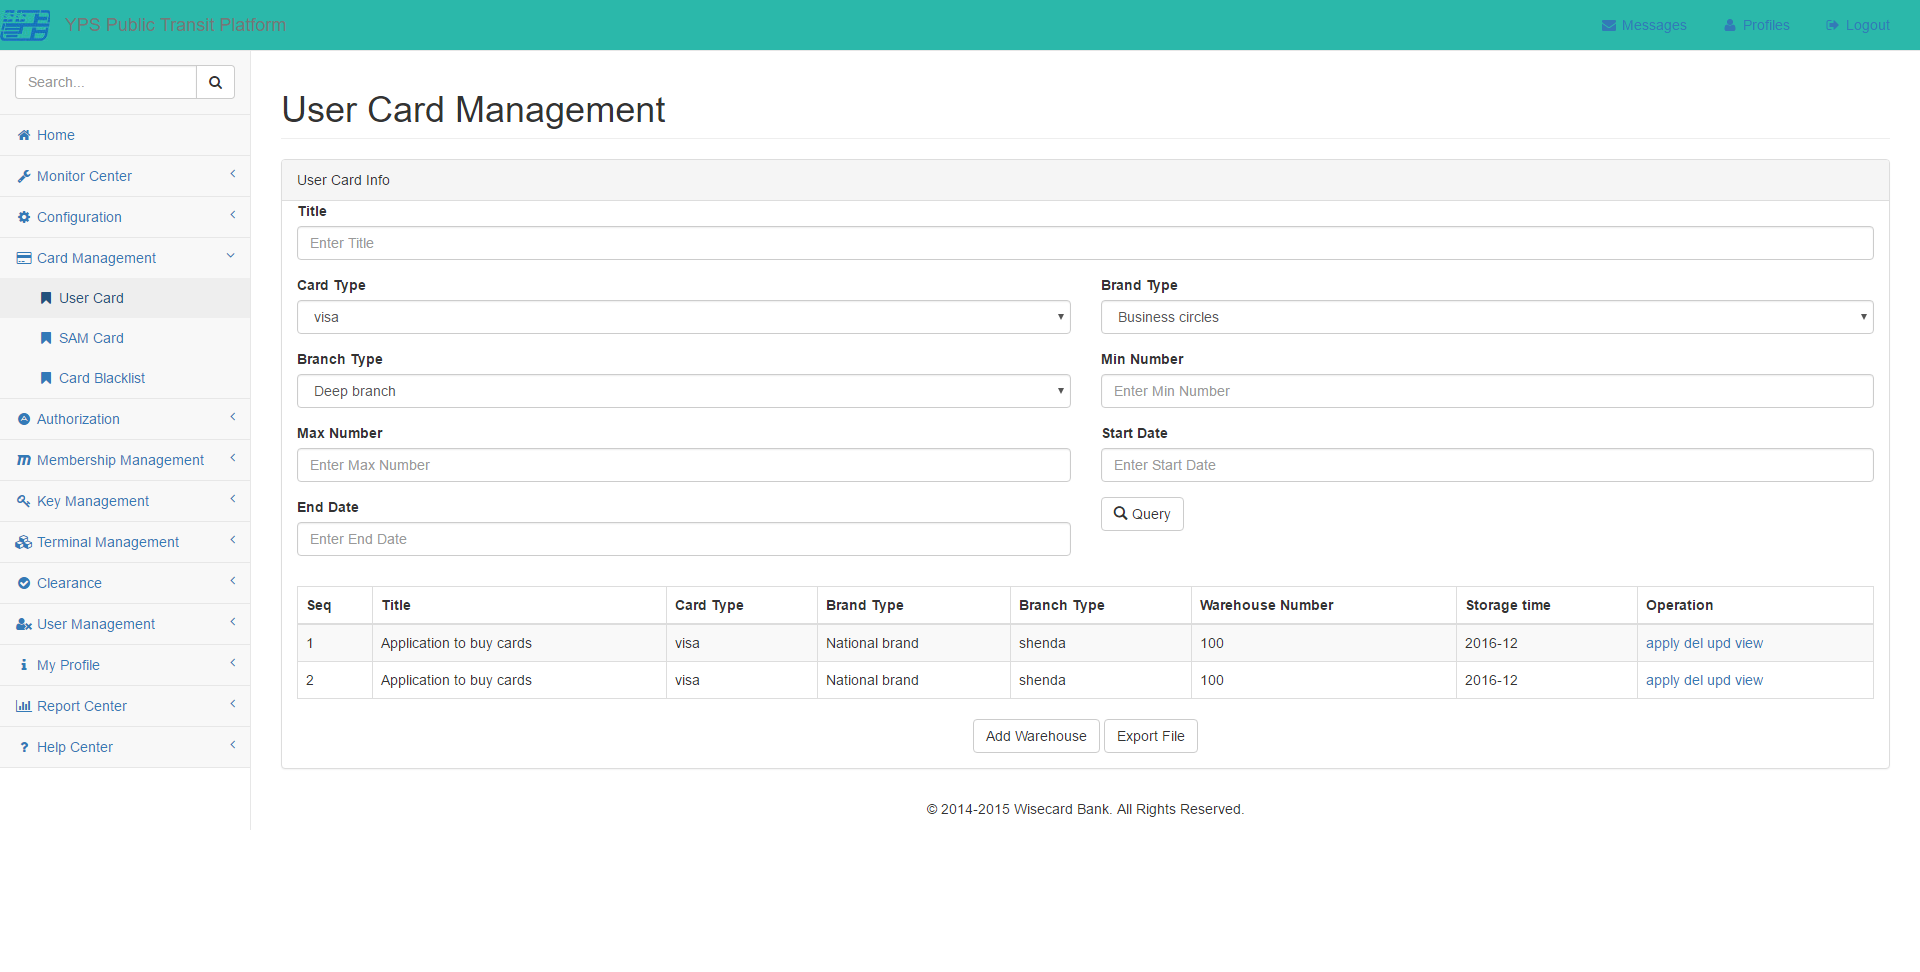 YPS Public Transit Platform
Messages
Profiles
Logout
Search...
Home
Monitor Center
Configuration
Card Management
User Card
SAM Card
Card Blacklist
Authorization
Membership Management
Key Management
Terminal Management
Clearance
User Management
My Profile
Report Center
Help Center
User Card Management
User Card Info
Title
Enter Title
Card Type
Brand Type
visa
Business circles
Branch Type
Min Number
Deep branch
Enter Min Number
Max Number
Start Date
Enter Max Number
Enter Start Date
End Date
Query
Enter End Date
Seq Title Card Type Brand Type Branch Type Warehouse Number Storage time Operation
1 Application to buy cards visa National brand shenda 100 2016-12 apply del upd view
2 Application to buy cards visa National brand shenda 100 2016-12 apply del upd view
Add Warehouse
Export File
© 2014-2015 Wisecard Bank. All Rights Reserved.